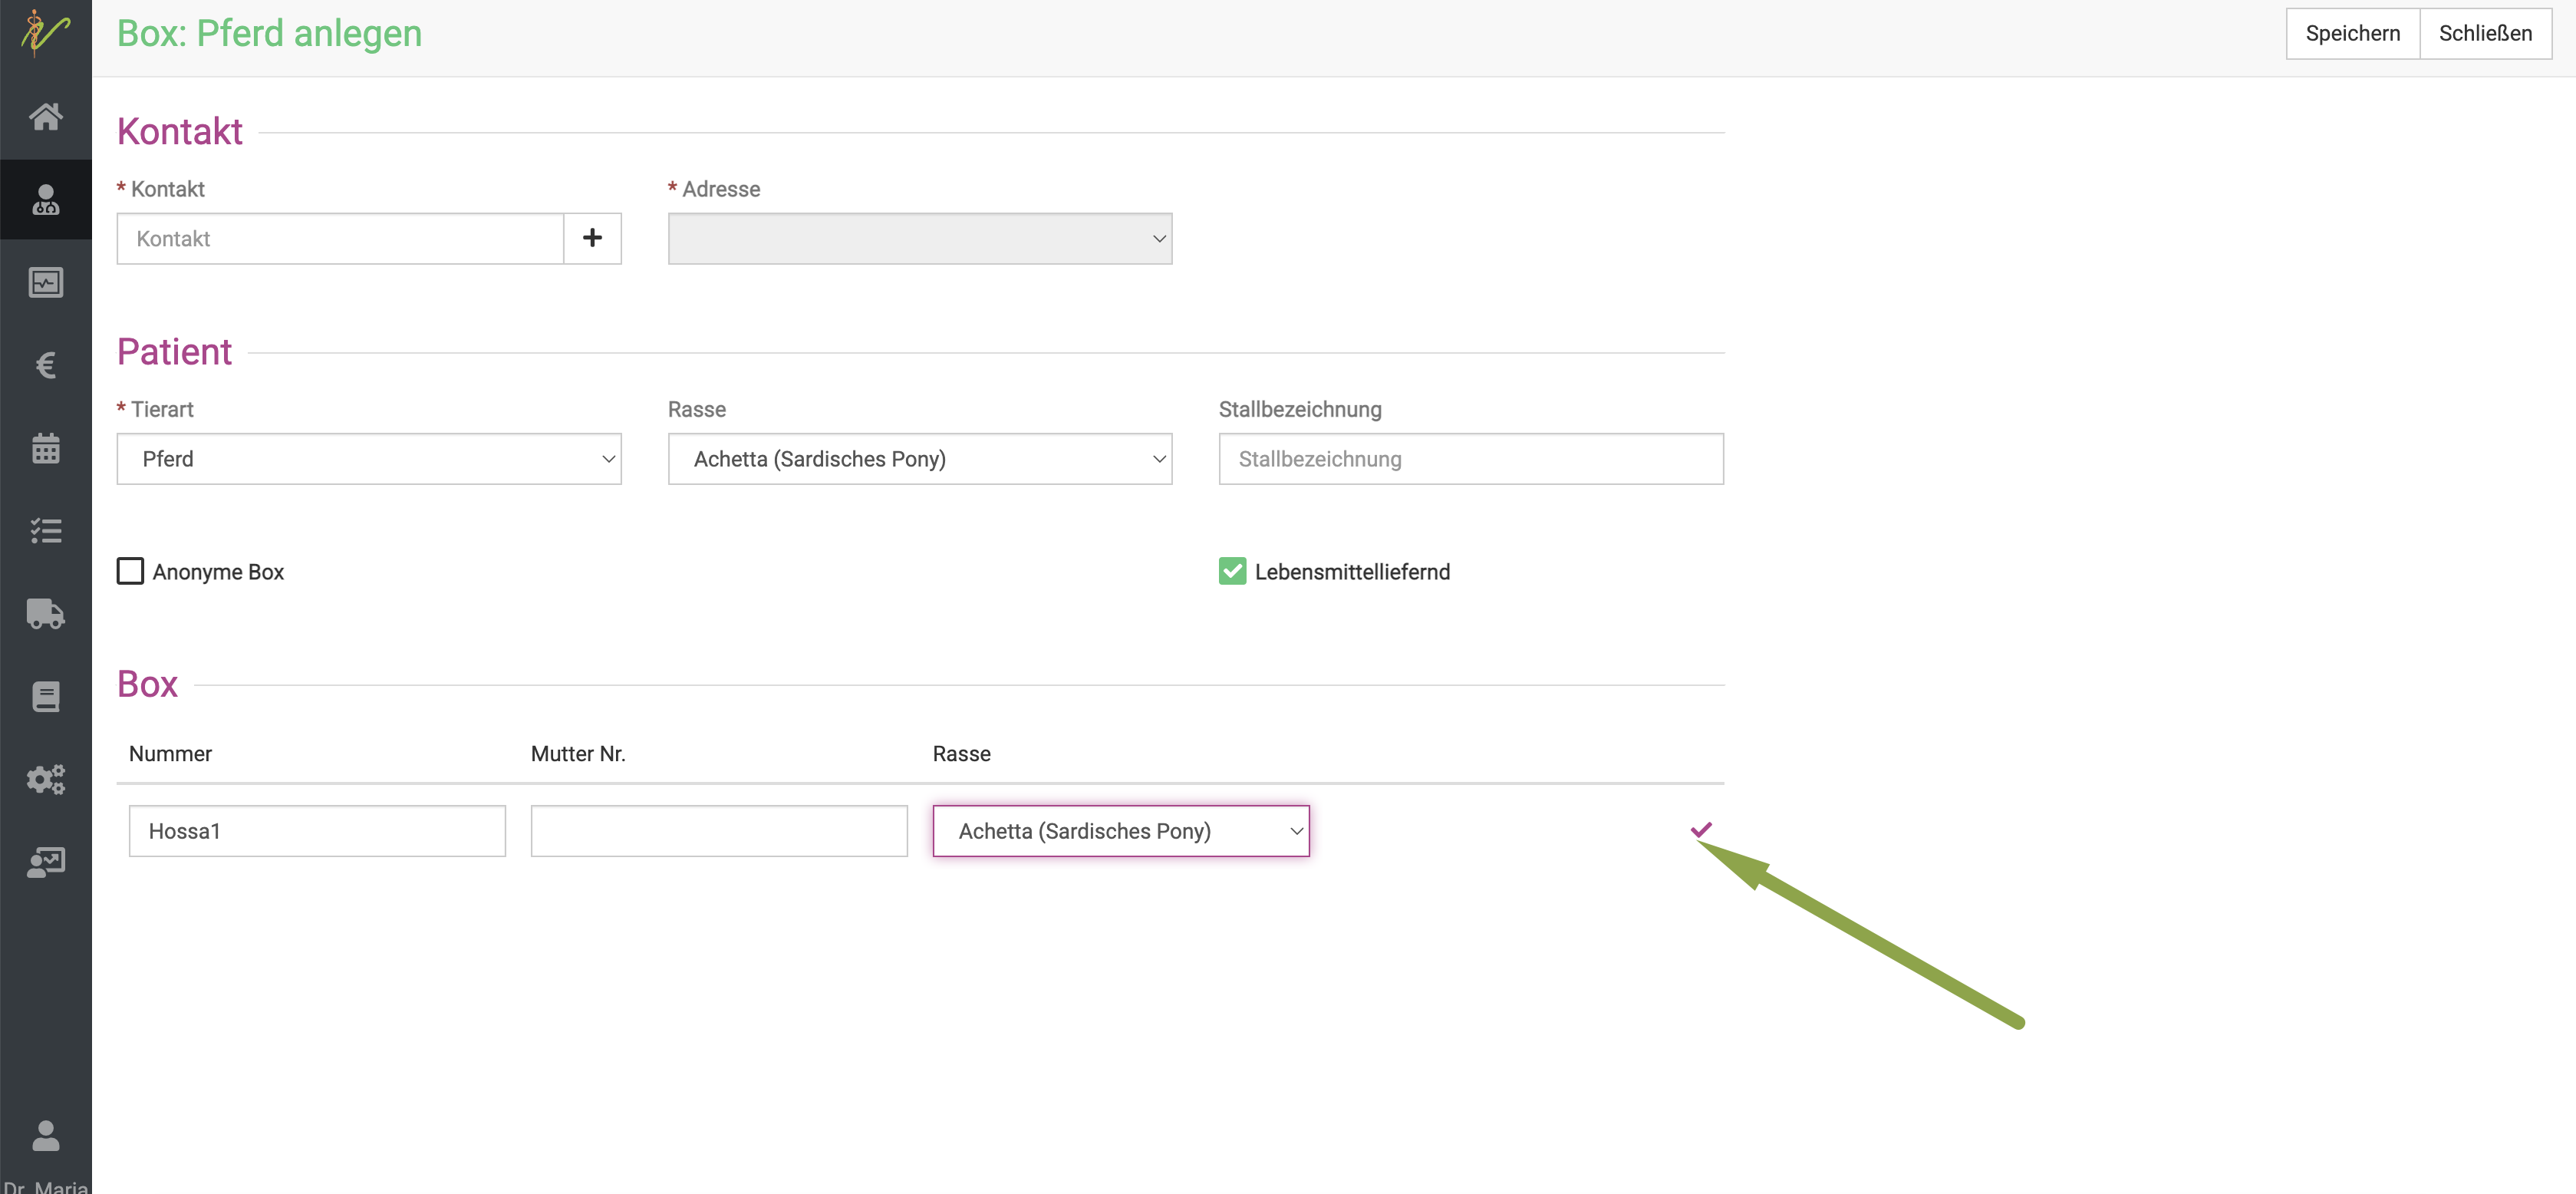 Box: Pferd anlegen
Speichern
Schließen
Kontakt
* Kontakt
* Adresse
Kontakt
Patient
* Tierart
Rasse
Stallbezeichnung
Pferd
Achetta (Sardisches Pony)
Stallbezeichnung
Anonyme Box
Lebensmittelliefernd
Box
Nummer
Mutter Nr.
Rasse
Hossa1
Achetta (Sardisches Pony)
Dr. Maria